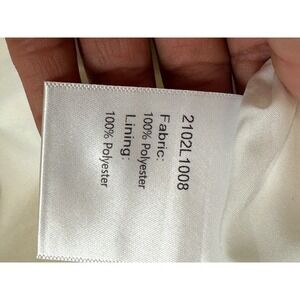 2102L1008
Fabric:
100% Polyester
Lining:
100% Polyester